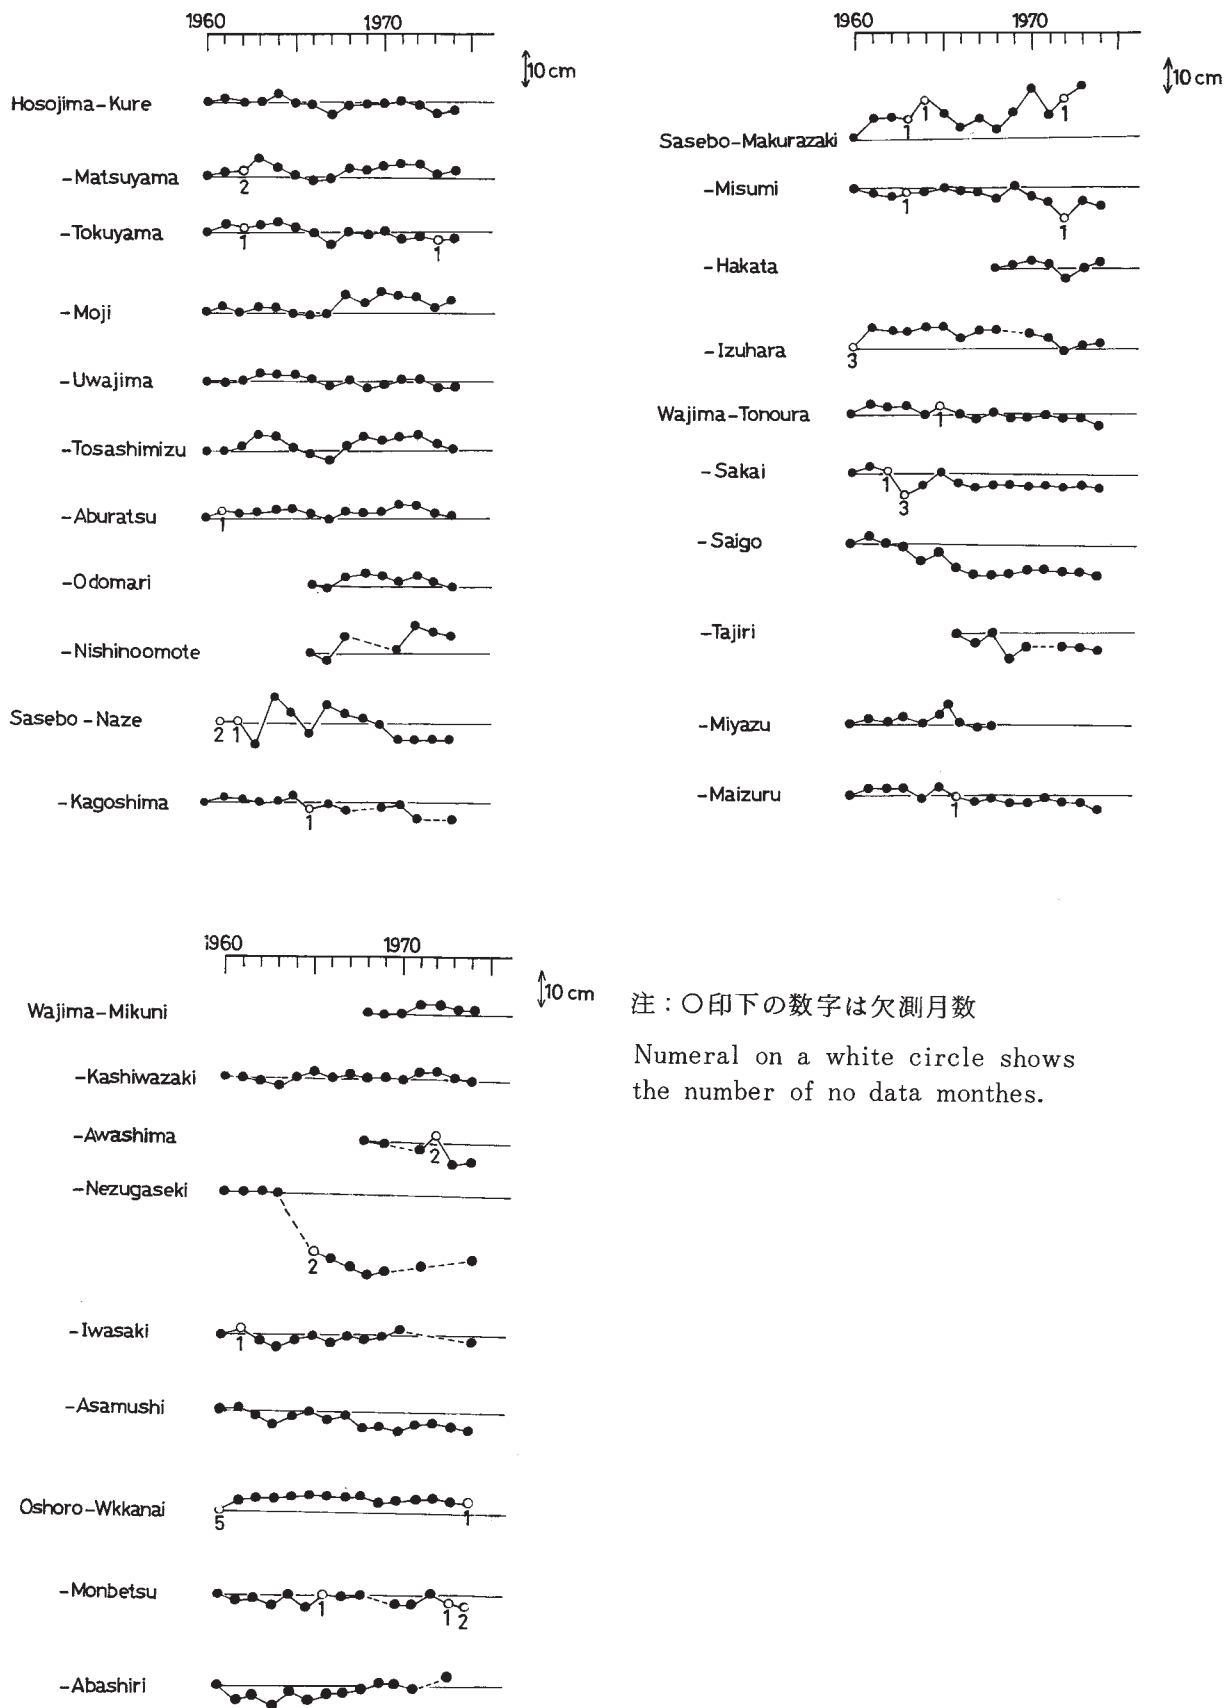 1960 1970
10 cm
Hosojima-Kure
-Matsuyama
2
-Tokuyama
1 1
-Moji
-Uwajima
-Tosashimizu
-Aburatsu
1
-Odomari
-Nishinoomote
Sasebo-Naze
2 1
-Kagoshima
1
1960 1970
10 cm
Sasebo-Makurazaki
1 1 1
-Misumi
1 1
-Hakata
-Izuhara
3
Wajima-Tonoura
1
-Sakai
1 3
-Saigo
-Tajiri
-Miyazu
-Maizuru
1
1960 1970
10 cm
Wajima-Mikuni
-Kashiwazaki
-Awashima
2
-Nezugaseki
2
-Iwasaki
1
-Asamushi
Oshoro-Wkkanai
5 1
-Monbetsu
1 1 2
-Abashiri
注:○印下の数字は欠測月数
Numeral on a white circle shows
the number of no data monthes.